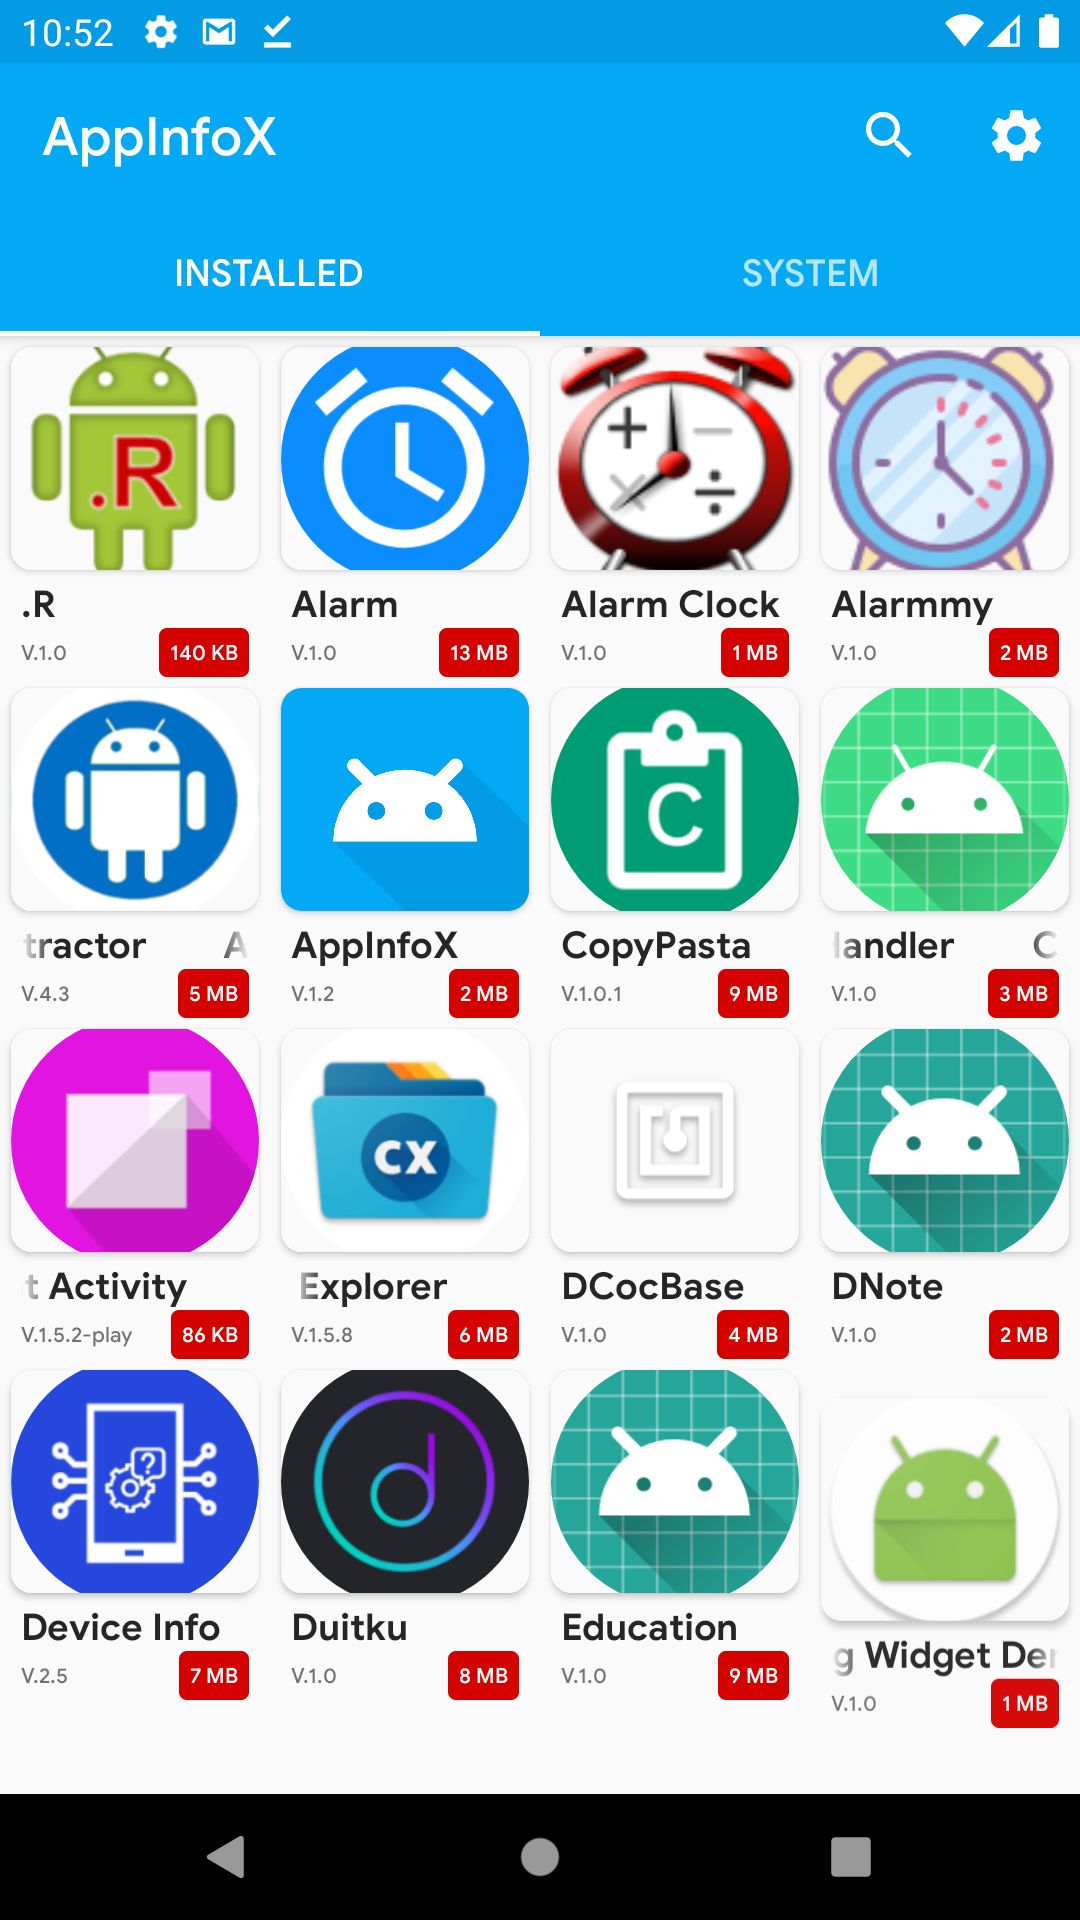 10:52
AppInfoX
INSTALLED SYSTEM
.R
.R Alarm Alarm Clock Alarmmy
V.1.0 140 KB V.1.0 13 MB V.1.0 1 MB V.1.0 2 MB
C
tractor A AppInfoX CopyPasta Handler C
V.4.3 5 MB V.1.2 2 MB V.1.0.1 9 MB V.1.0 3 MB
CX
t Activity Explorer DCocBase DNote
V.1.5.2-play 86 KB V.1.5.8 6 MB V.1.0 4 MB V.1.0 2 MB
?
d
Device Info Duitku Education g Widget Der
V.2.5 7 MB V.1.0 8 MB V.1.0 9 MB V.1.0 1 MB